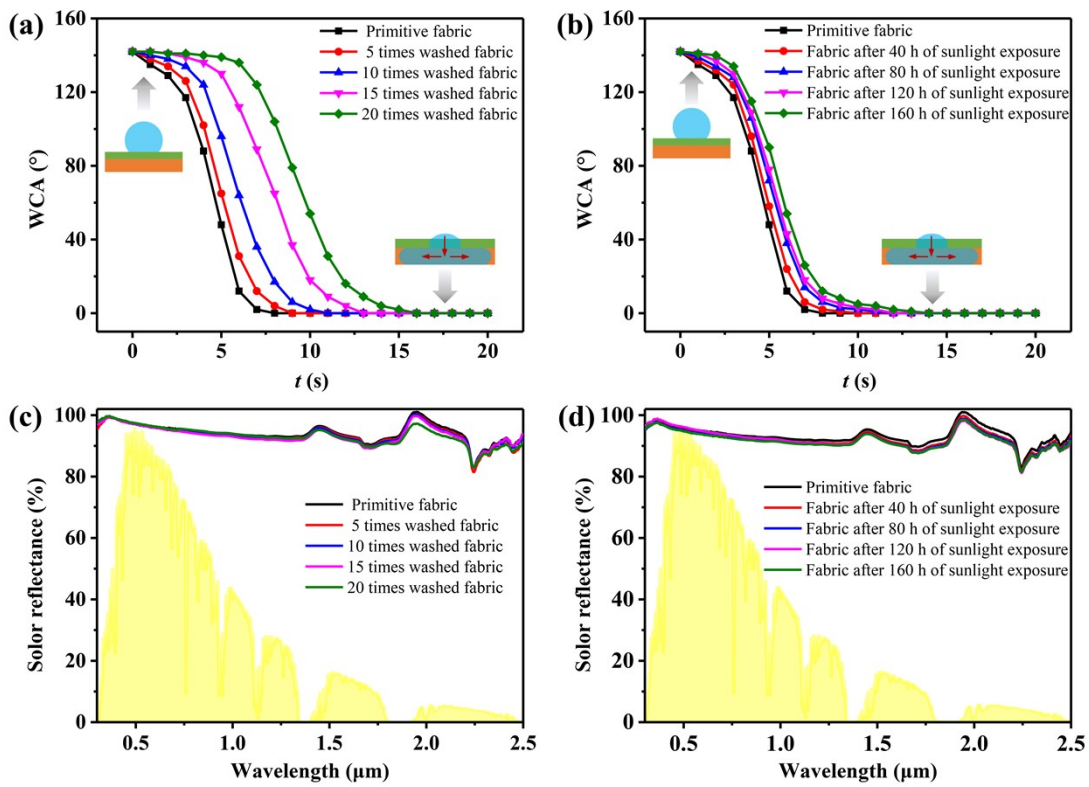 (a)
WCA (°)
160
120
80
40
0
Primitive fabric
5 times washed fabric
10 times washed fabric
15 times washed fabric
20 times washed fabric
0 5 10 15 20
t (s)
(b)
WCA (°)
160
120
80
40
0
Primitive fabric
Fabric after 40 h of sunlight exposure
Fabric after 80 h of sunlight exposure
Fabric after 120 h of sunlight exposure
Fabric after 160 h of sunlight exposure
0 5 10 15 20
t (s)
(c)
Solor reflectance (%)
100
80
60
40
20
0
Primitive fabric
5 times washed fabric
10 times washed fabric
15 times washed fabric
20 times washed fabric
0.5 1.0 1.5 2.0 2.5
Wavelength (μm)
(d)
Solor reflectance (%)
100
80
60
40
20
0
Primitive fabric
Fabric after 40 h of sunlight exposure
Fabric after 80 h of sunlight exposure
Fabric after 120 h of sunlight exposure
Fabric after 160 h of sunlight exposure
0.5 1.0 1.5 2.0 2.5
Wavelength (μm)